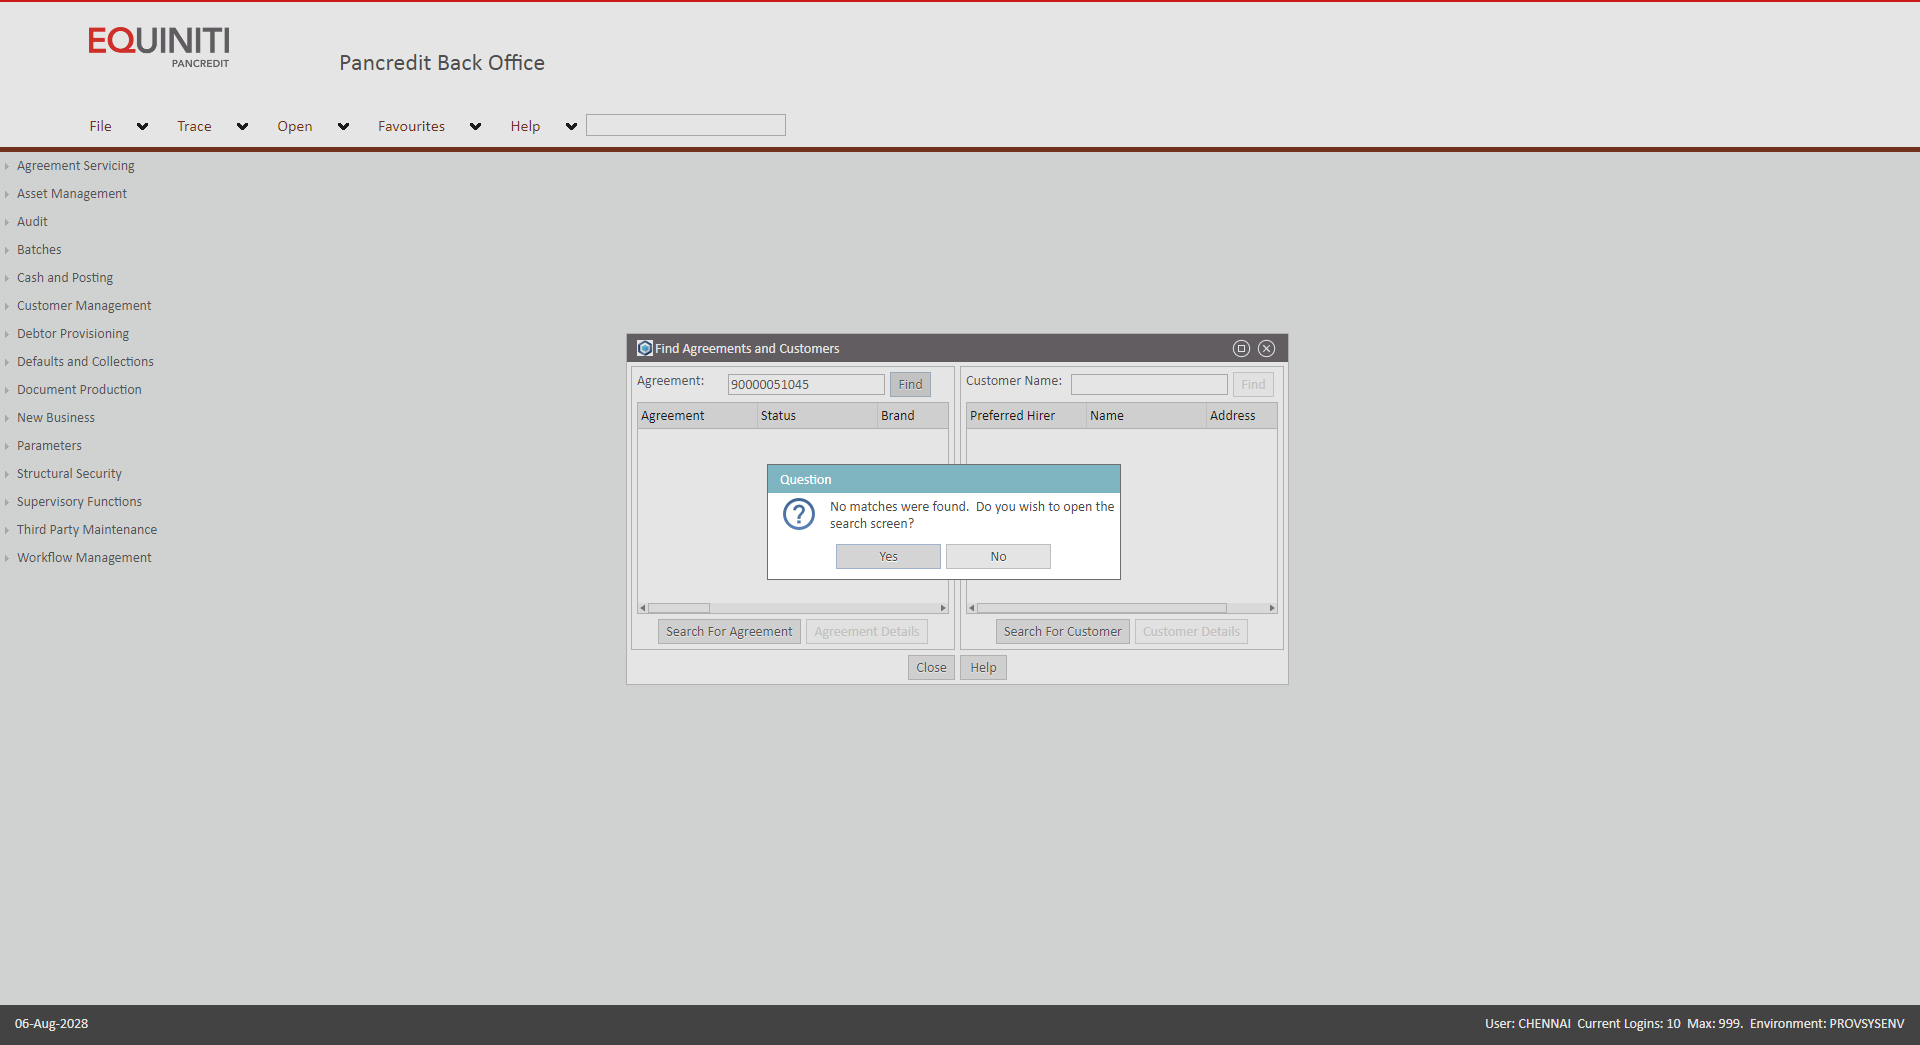 EQUINITI
PANCREDIT
Pancredit Back Office
File Trace Open Favourites Help
Agreement Servicing
Asset Management
Audit
Batches
Cash and Posting
Customer Management
Debtor Provisioning
Defaults and Collections
Document Production
New Business
Parameters
Structural Security
Supervisory Functions
Third Party Maintenance
Workflow Management
Find Agreements and Customers
Agreement: 90000051045 Find
Customer Name: Find
Agreement Status Brand
Preferred Hirer Name Address
Question
No matches were found.  Do you wish to open the
search screen?
Yes No
Search For Agreement Agreement Details
Search For Customer Customer Details
Close Help
06-Aug-2028
User: CHENNAI  Current Logins: 10  Max: 999.  Environment: PROVSYSENV